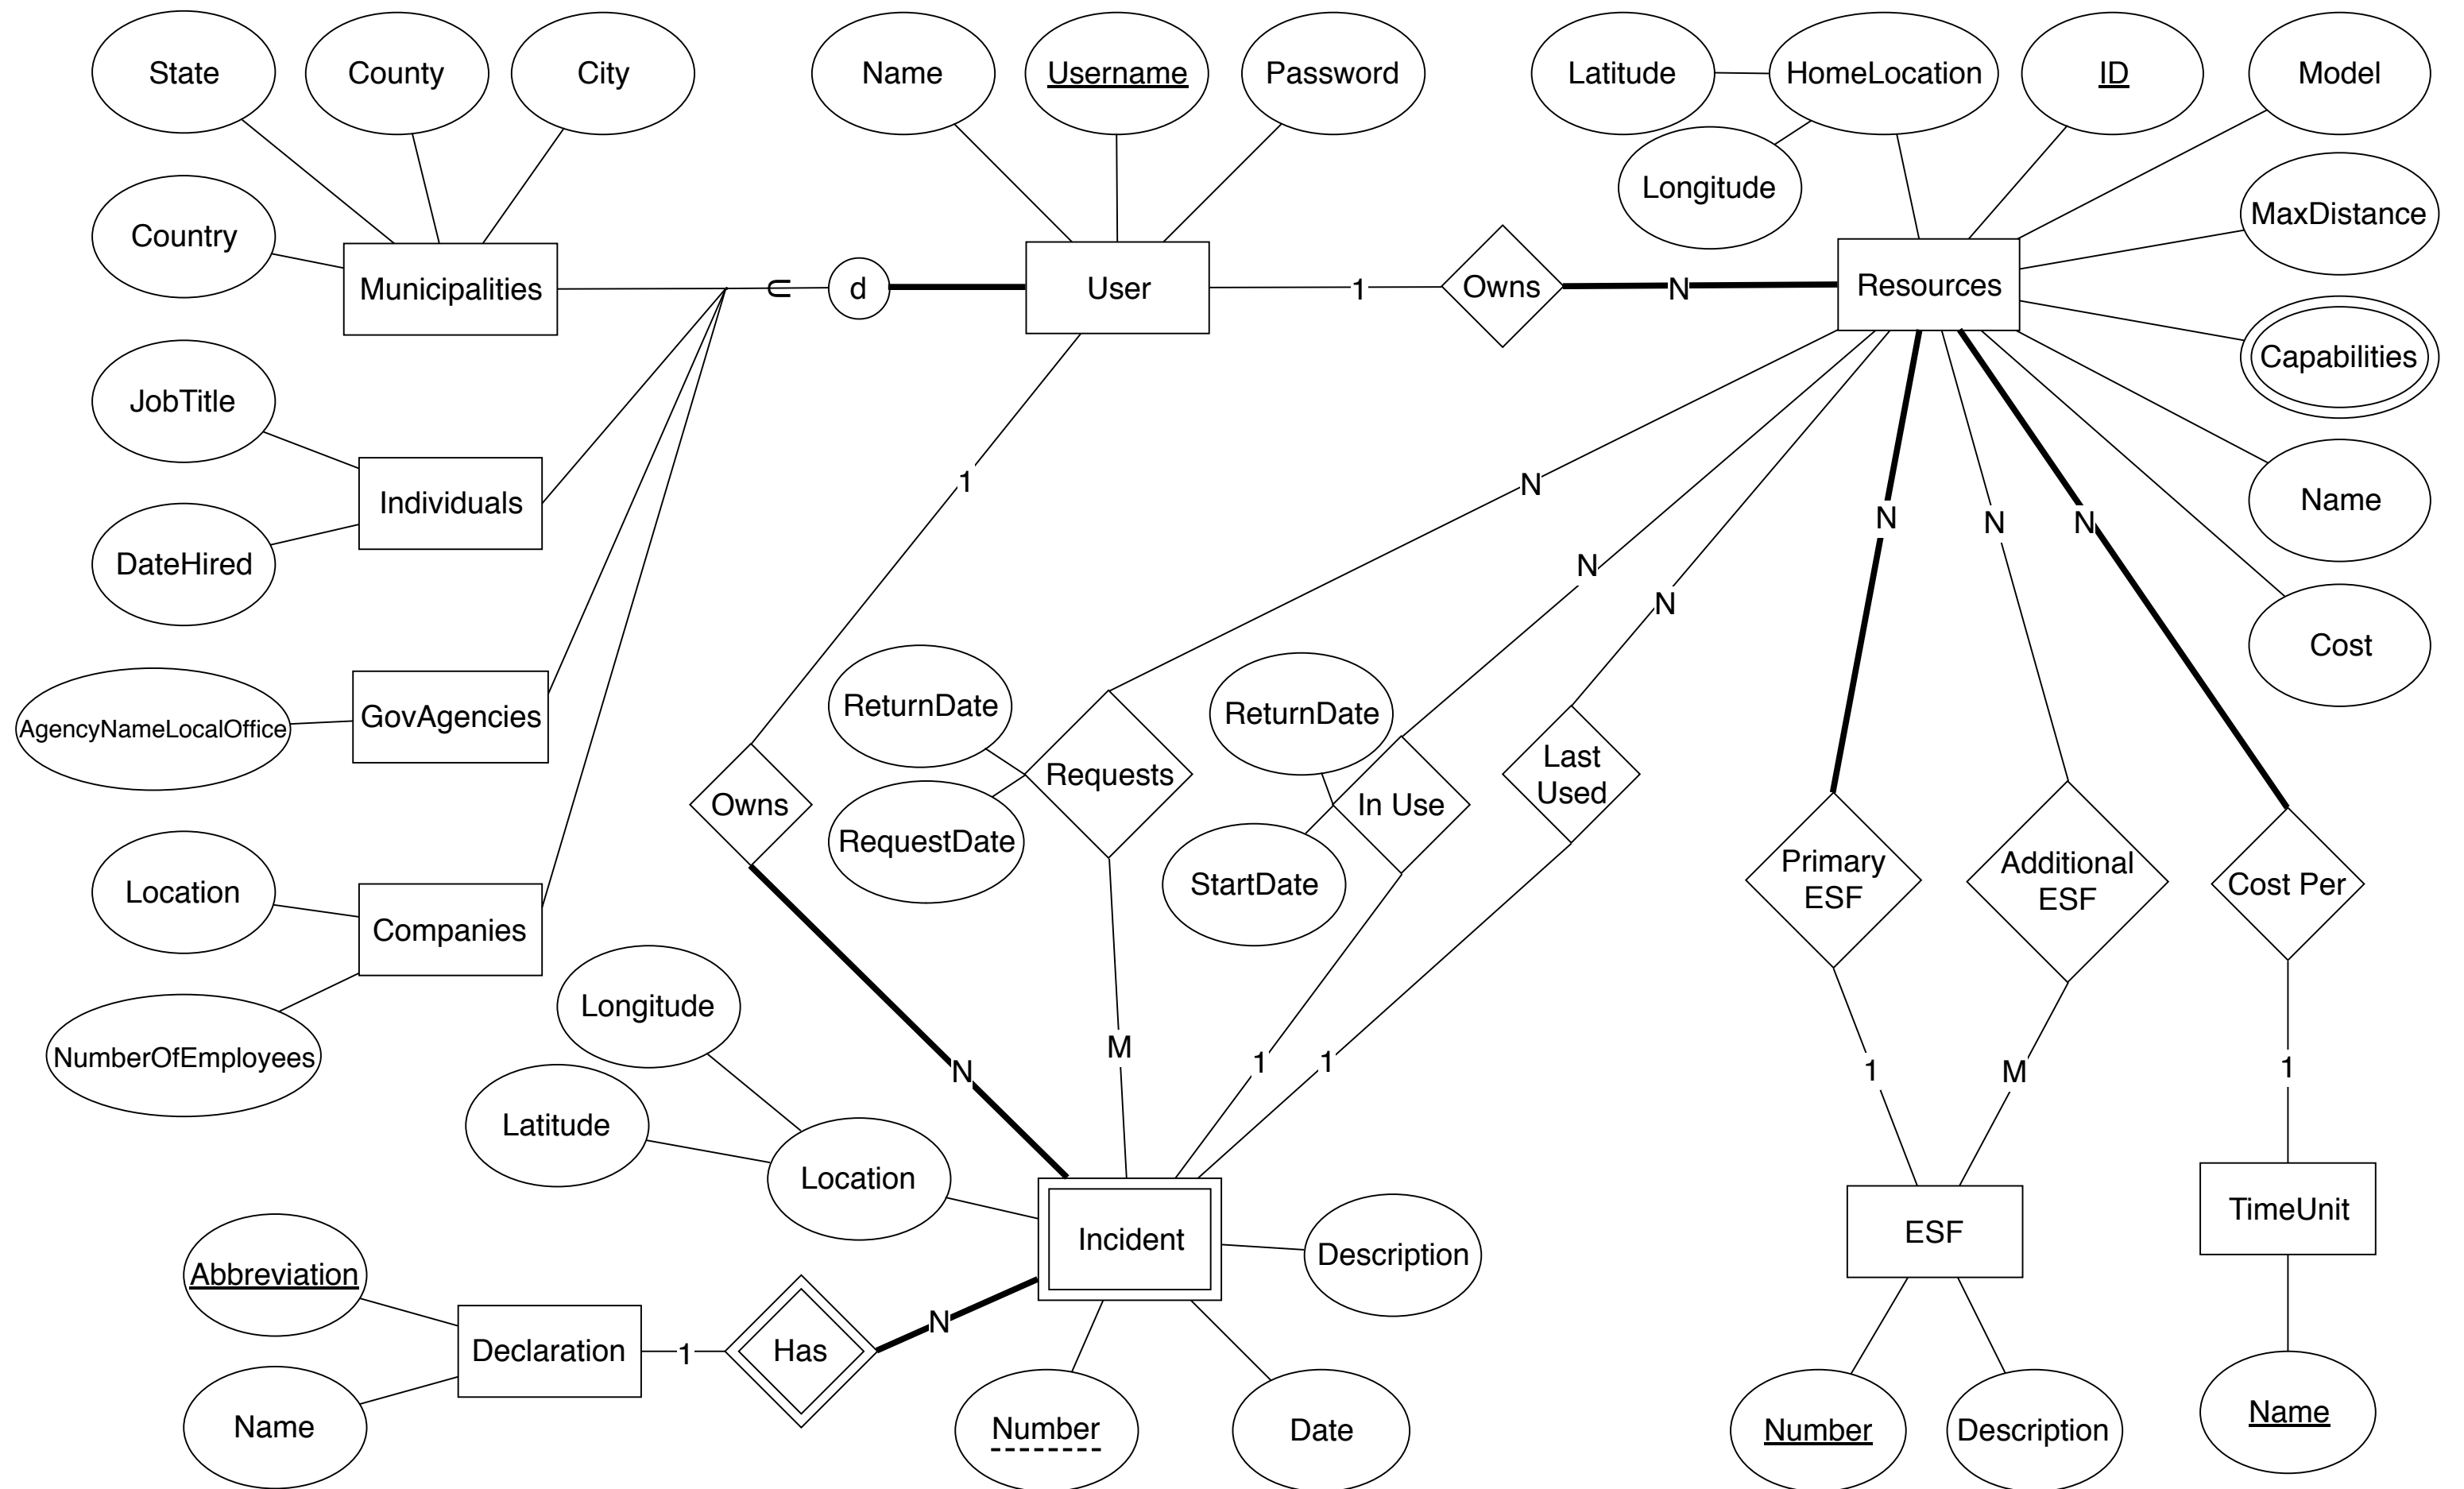 State
County
City
Name
Username
Password
Latitude
HomeLocation
ID
Model
Longitude
MaxDistance
Country
Municipalities
⊂
d
User
1
Owns
N
Resources
Capabilities
JobTitle
Individuals
DateHired
1
N
N
N
N
N
N
Name
Cost
AgencyNameLocalOffice
GovAgencies
ReturnDate
RequestDate
Requests
ReturnDate
StartDate
In Use
Last
Used
Owns
Primary
ESF
Additional
ESF
Cost Per
Location
Companies
NumberOfEmployees
Longitude
Latitude
Location
N
M
1
1
1
M
1
Incident
Description
ESF
TimeUnit
Abbreviation
Declaration
1
Has
N
Name
Number
Date
Number
Description
Name